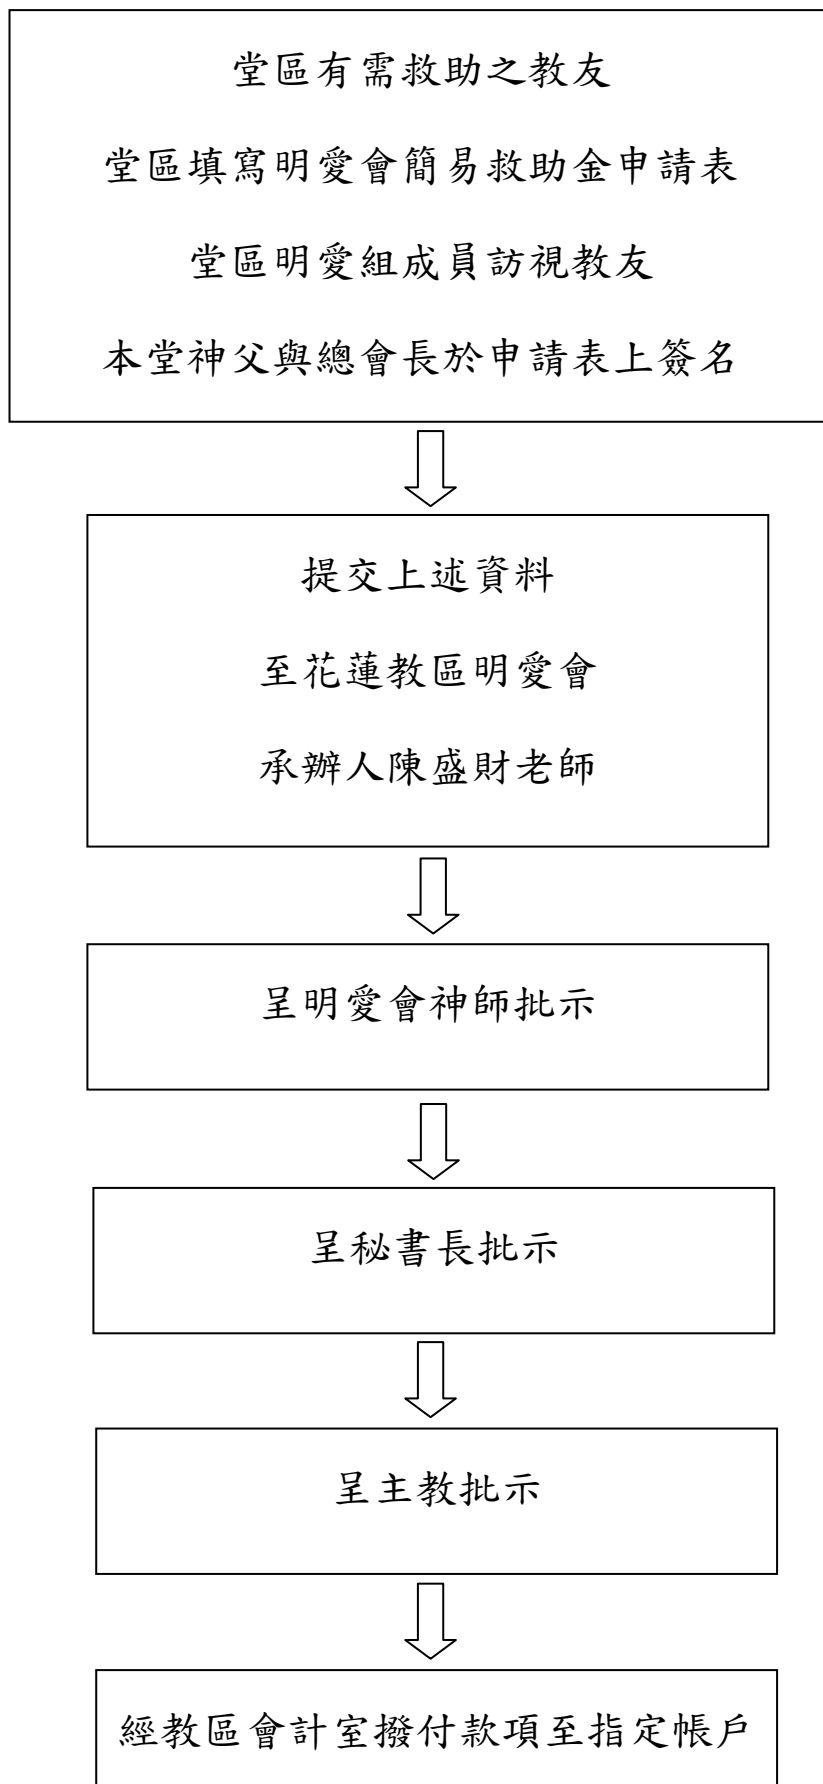 堂區有需救助之教友
堂區填寫明愛會簡易救助金申請表
堂區明愛組成員訪視教友
本堂神父與總會長於申請表上簽名
提交上述資料
至花蓮教區明愛會
承辦人陳盛財老師
呈明愛會神師批示
呈秘書長批示
呈主教批示
經教區會計室撥付款項至指定帳戶